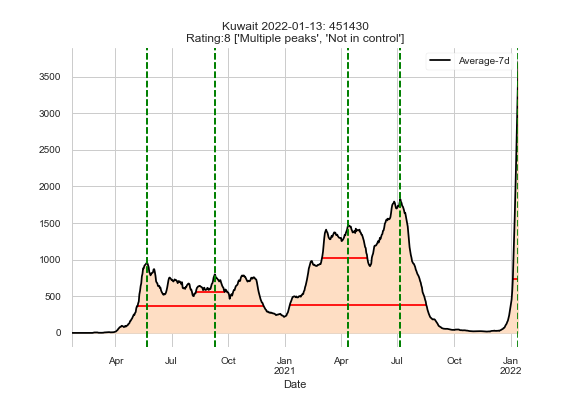 Kuwait 2022-01-13: 451430
Rating:8 ['Multiple peaks', 'Not in control']
Average-7d
3500
3000
2500
2000
1500
1000
500
0
Apr Jul Oct Jan Apr Jul Oct Jan
2021 2022
Date